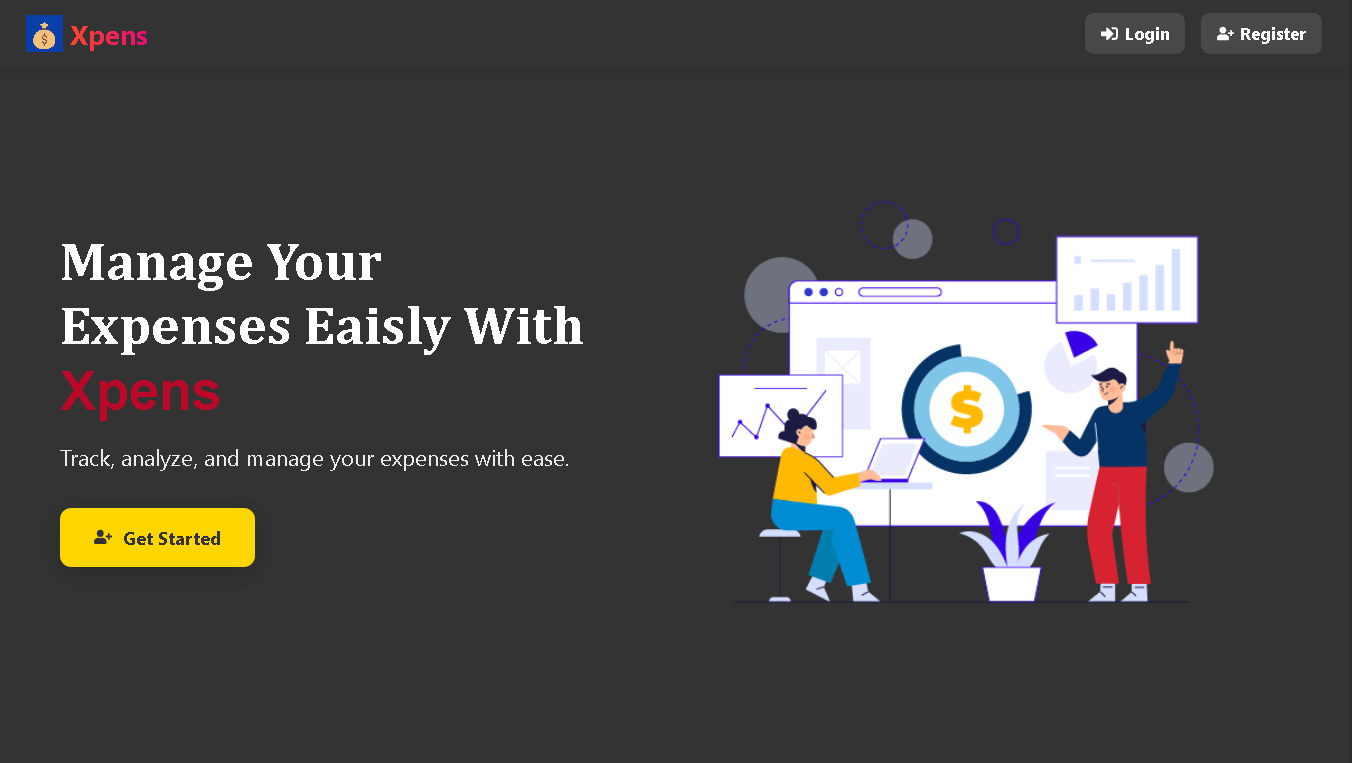 Xpens
Login
Register
Manage Your
Expenses Eaisly With
Xpens
Track, analyze, and manage your expenses with ease.
Get Started
$
$